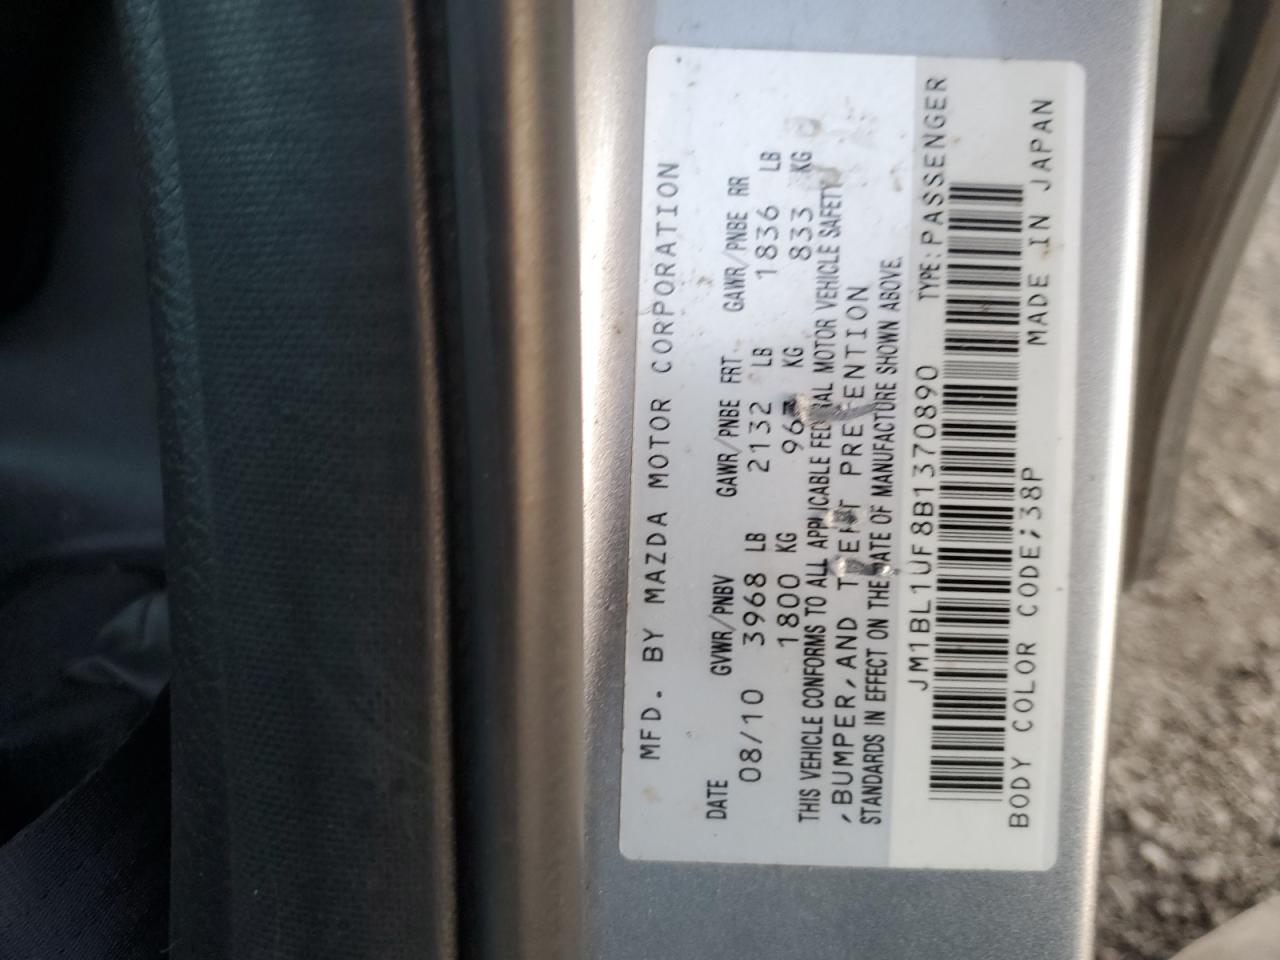 MFD. BY MAZDA MOTOR CORPORATION
DATE GVWR/PNBV GAWR/PNBE FRT GAWR/PNBE RR
08/10 3968 LB 2132 LB 1836 LB
1800 KG 967 KG 833 KG
THIS VEHICLE CONFORMS TO ALL APPLICABLE FEDERAL MOTOR VEHICLE SAFETY
,BUMPER,AND THEFT PREVENTION
STANDARDS IN EFFECT ON THE DATE OF MANUFACTURE SHOWN ABOVE.
JM1BL1UF8B1370890 TYPE:PASSENGER
BODY COLOR CODE;38P MADE IN JAPAN